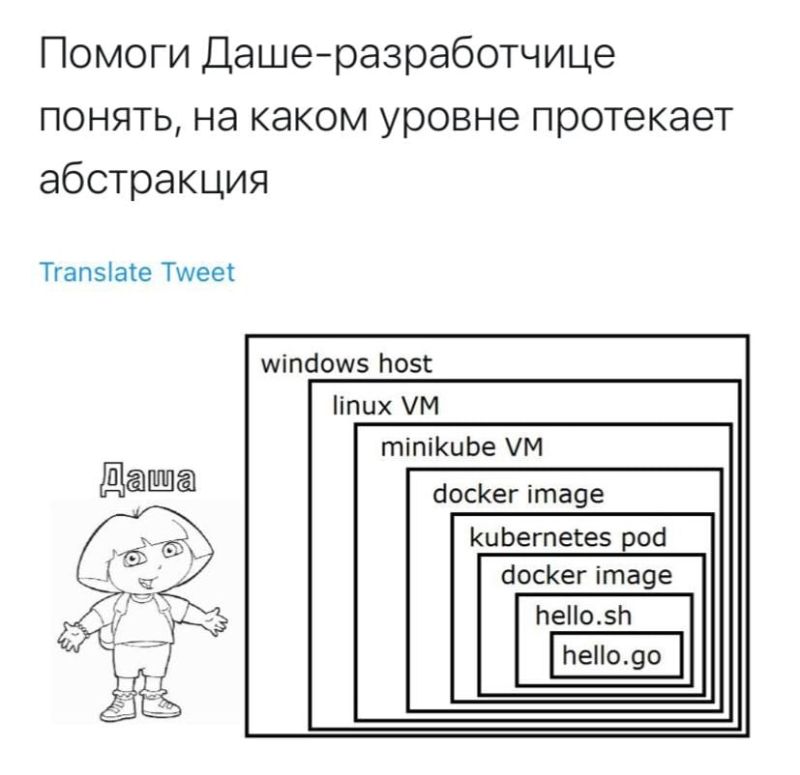 Помоги Даше-разработчице
понять, на каком уровне протекает
абстракция
Translate Tweet
Даша
windows host
linux VM
minikube VM
docker image
kubernetes pod
docker image
hello.sh
hello.go